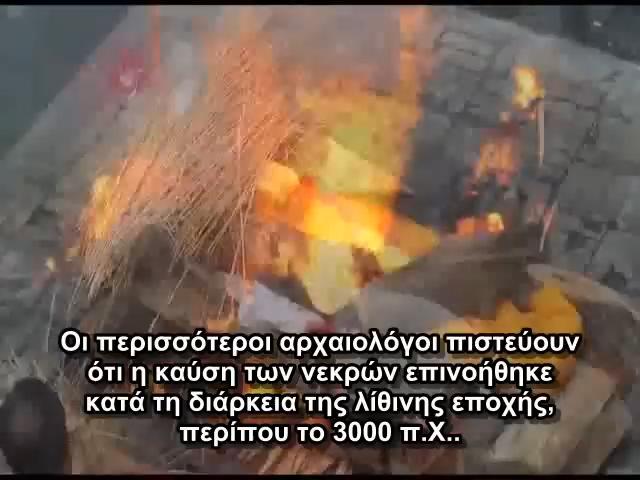 Οι περισσότεροι αρχαιολόγοι πιστεύουν
ότι η καύση των νεκρών επινοήθηκε
κατά τη διάρκεια της λίθινης εποχής,
περίπου το 3000 π.Χ..